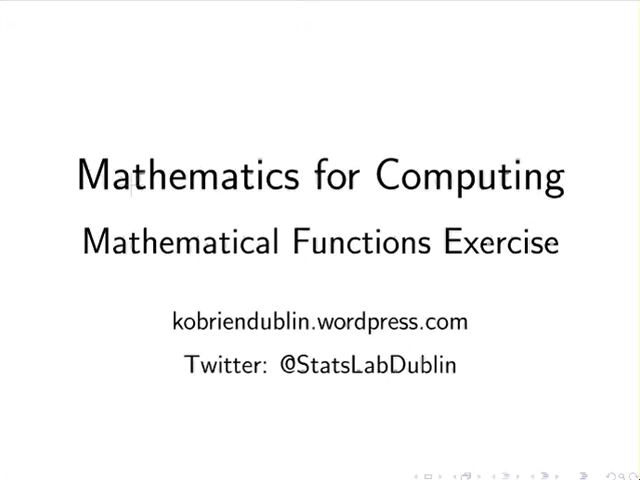 Mathematics for Computing
Mathematical Functions Exercise
kobriendublin.wordpress.com
Twitter: @StatsLabDublin